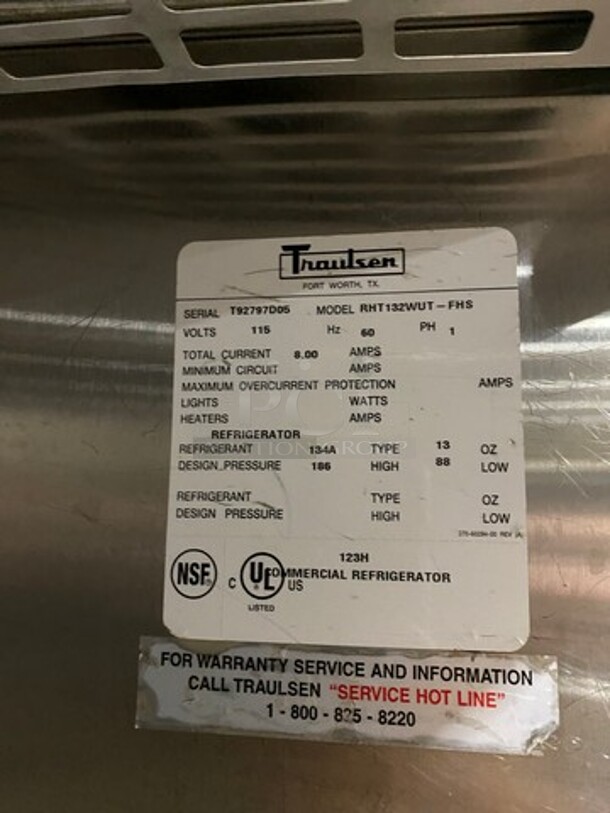 Traulsen
FORT WORTH, TX.
SERIAL T92797D05 MODEL RHT132WUT-FHS
VOLTS 115 Hz 60 PH 1
TOTAL CURRENT 8.00 AMPS
MINIMUM CIRCUIT AMPS
MAXIMUM OVERCURRENT PROTECTION AMPS
LIGHTS WATTS
HEATERS AMPS
REFRIGERATOR
REFRIGERANT 134A TYPE 13 OZ
DESIGN PRESSURE 186 HIGH 88 LOW
REFRIGERANT TYPE OZ
DESIGN PRESSURE HIGH LOW
REV (A)
123H
NSF C UL US COMMERCIAL REFRIGERATOR
LISTED
FOR WARRANTY SERVICE AND INFORMATION
CALL TRAULSEN "SERVICE HOT LINE"
1-800-825-8220